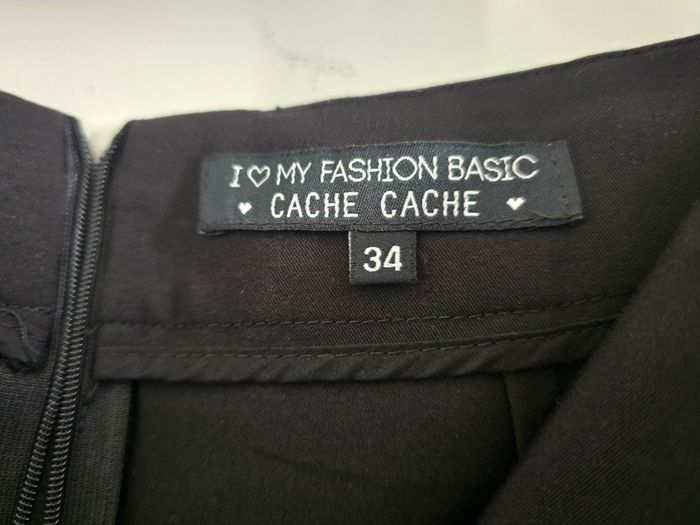 I ♡ MY FASHION BASIC
♥ CACHE CACHE ♥
34